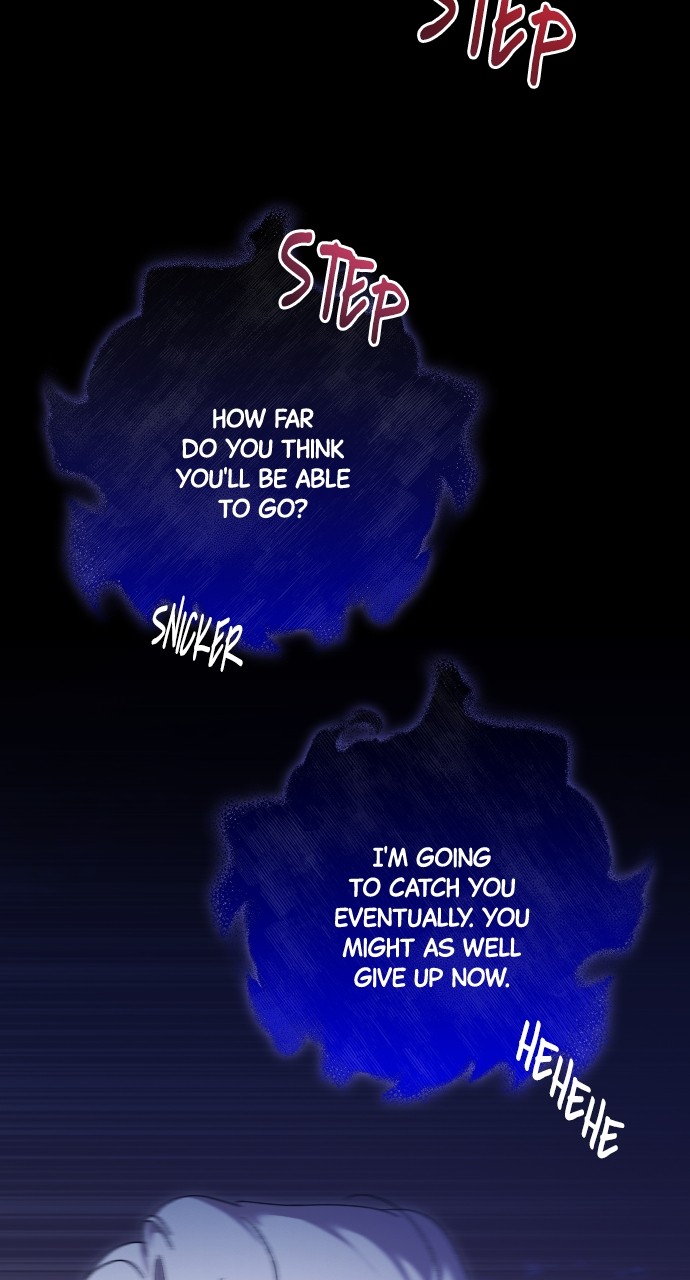 STEP
STEP
HOW FAR
DO YOU THINK
YOU'LL BE ABLE
TO GO?
SNICKER
I'M GOING
TO CATCH YOU
EVENTUALLY. YOU
MIGHT AS WELL
GIVE UP NOW.
HEHEHE